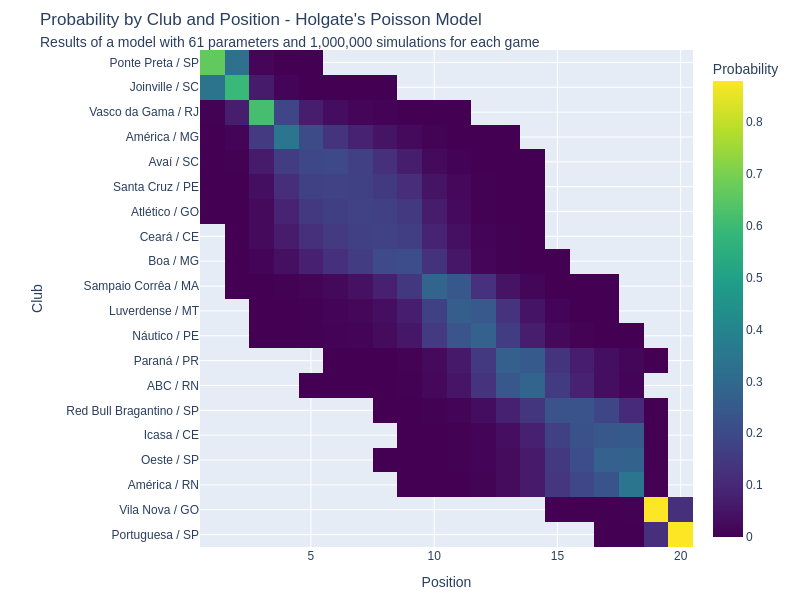 Probability by Club and Position - Holgate's Poisson Model
Results of a model with 61 parameters and 1,000,000 simulations for each game
Probability
Club
Ponte Preta / SP
Joinville / SC
Vasco da Gama / RJ
América / MG
Avaí / SC
Santa Cruz / PE
Atlético / GO
Ceará / CE
Boa / MG
Sampaio Corrêa / MA
Luverdense / MT
Náutico / PE
Paraná / PR
ABC / RN
Red Bull Bragantino / SP
Icasa / CE
Oeste / SP
América / RN
Vila Nova / GO
Portuguesa / SP
0.8
0.7
0.6
0.5
0.4
0.3
0.2
0.1
0
5
10
15
20
Position